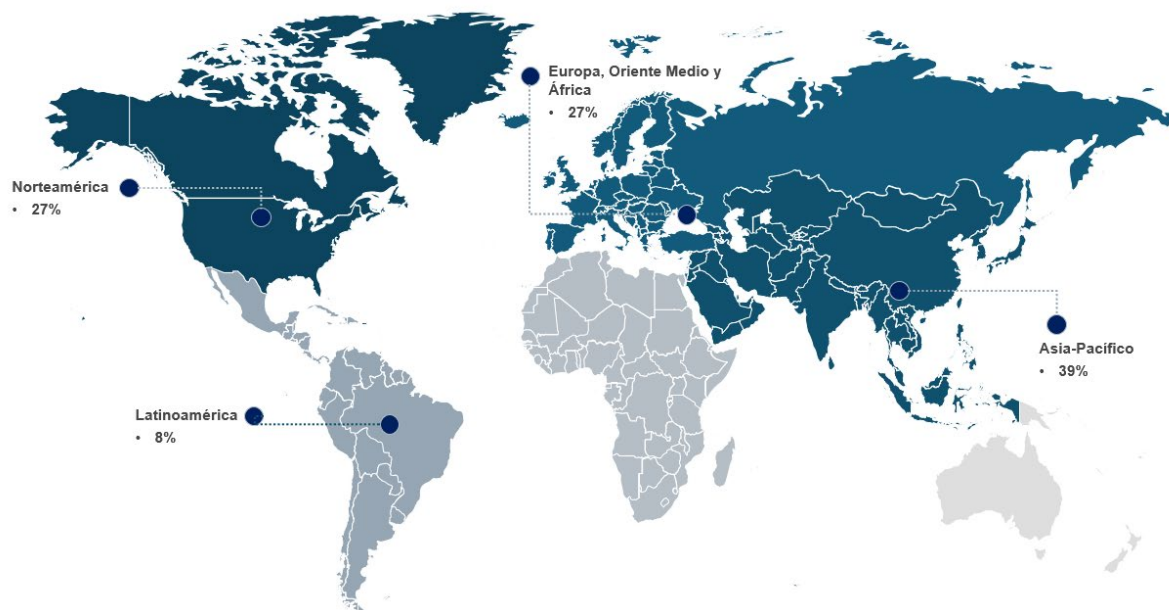 Europa, Oriente Medio y
África
• 27%
Norteamérica
• 27%
Asia-Pacífico
• 39%
Latinoamérica
• 8%